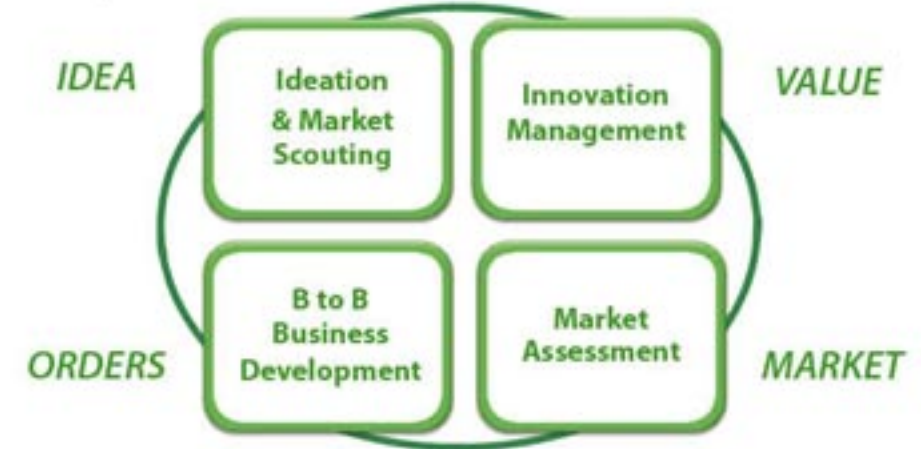 IDEA
Ideation
& Market
Scouting
Innovation
Management
VALUE
ORDERS
B to B
Business
Development
Market
Assessment
MARKET